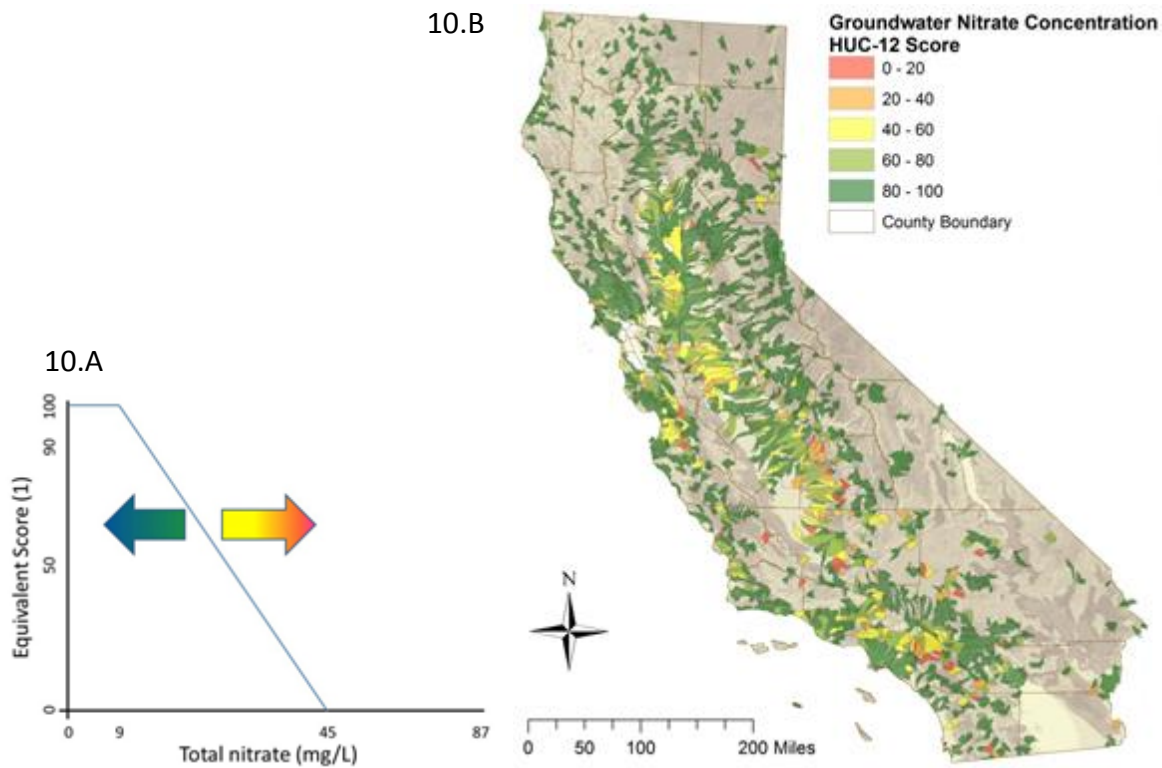 10.B
Groundwater Nitrate Concentration
HUC-12 Score
0 - 20
20 - 40
40 - 60
60 - 80
80 - 100
County Boundary
10.A
Equivalent Score (1)
100
90
50
0
0
9
45
87
Total nitrate (mg/L)
N
0
50
100
200 Miles